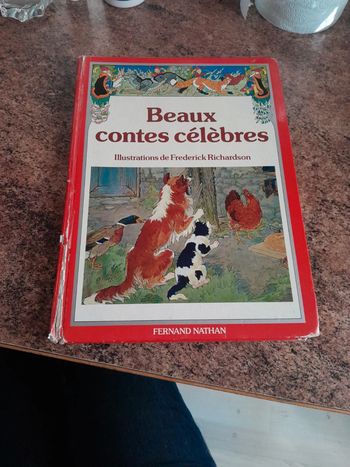 Beaux
contes célèbres
Illustrations de Frederick Richardson
FERNAND NATHAN